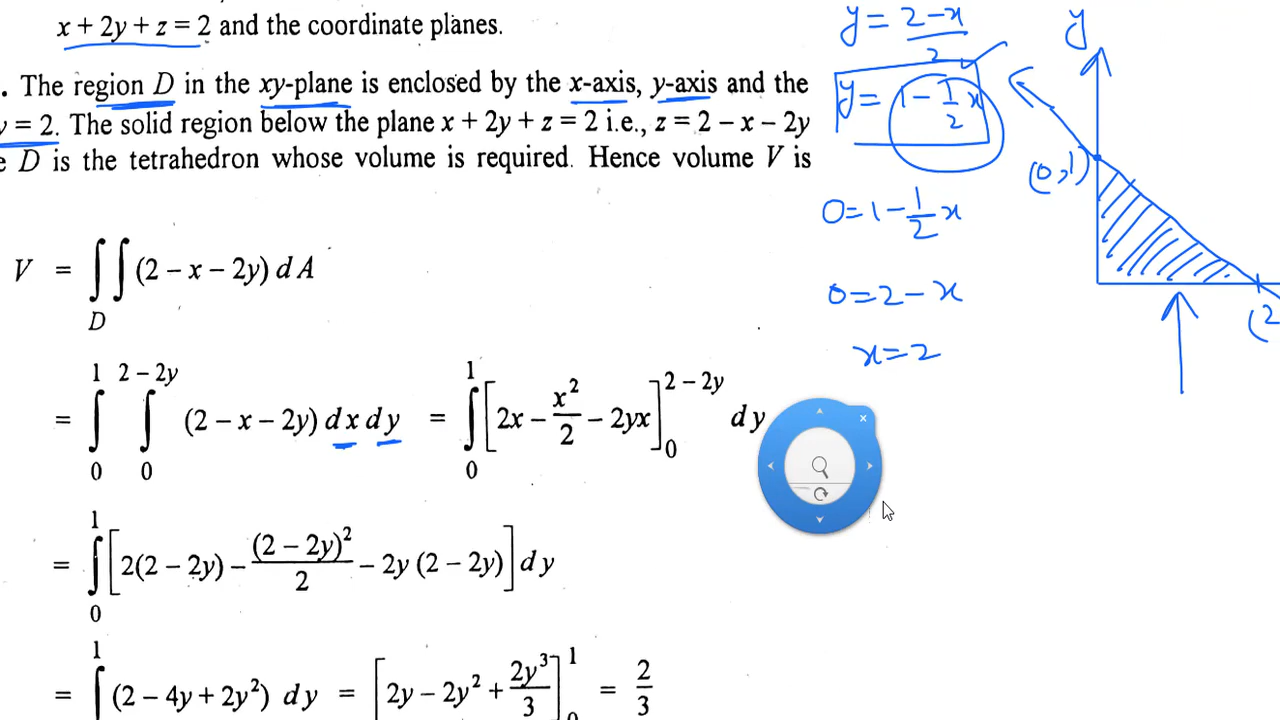 x + 2y + z = 2 and the coordinate planes.
. The region D in the xy-plane is enclosed by the x-axis, y-axis and the
y = 2. The solid region below the plane x + 2y + z = 2 i.e., z = 2 − x − 2y
e D is the tetrahedron whose volume is required. Hence volume V is
V = ∫∫_D (2 − x − 2y) dA
= ∫_0^1 ∫_0^{2 − 2y} (2 − x − 2y) dx dy = ∫_0^1 [2x − x²/2 − 2yx]_0^{2 − 2y} dy
= ∫_0^1 [2(2 − 2y) − (2 − 2y)²/2 − 2y (2 − 2y)] dy
= ∫_0^1 (2 − 4y + 2y²) dy = [2y − 2y² + 2y³/3]_0^1 = 2/3
y = 2−x/2
y = 1 − 1/2 x
0 = 1 − 1/2 x
0 = 2 − x
x = 2
y
(0,1)
(2